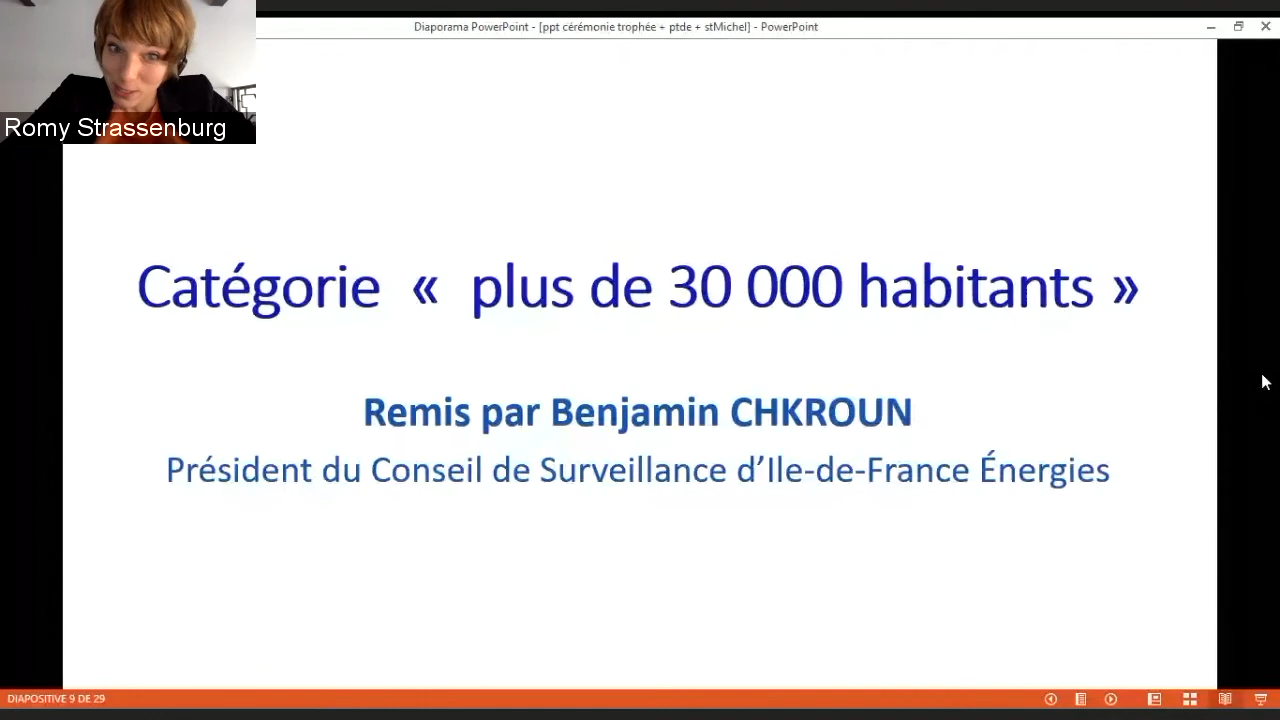 Diaporama PowerPoint - [ppt cérémonie trophée + ptde + stMichel] - PowerPoint
Romy Strassenburg
Catégorie « plus de 30 000 habitants »
Remis par Benjamin CHKROUN
Président du Conseil de Surveillance d’Ile-de-France Énergies
DIAPOSITIVE 9 DE 29